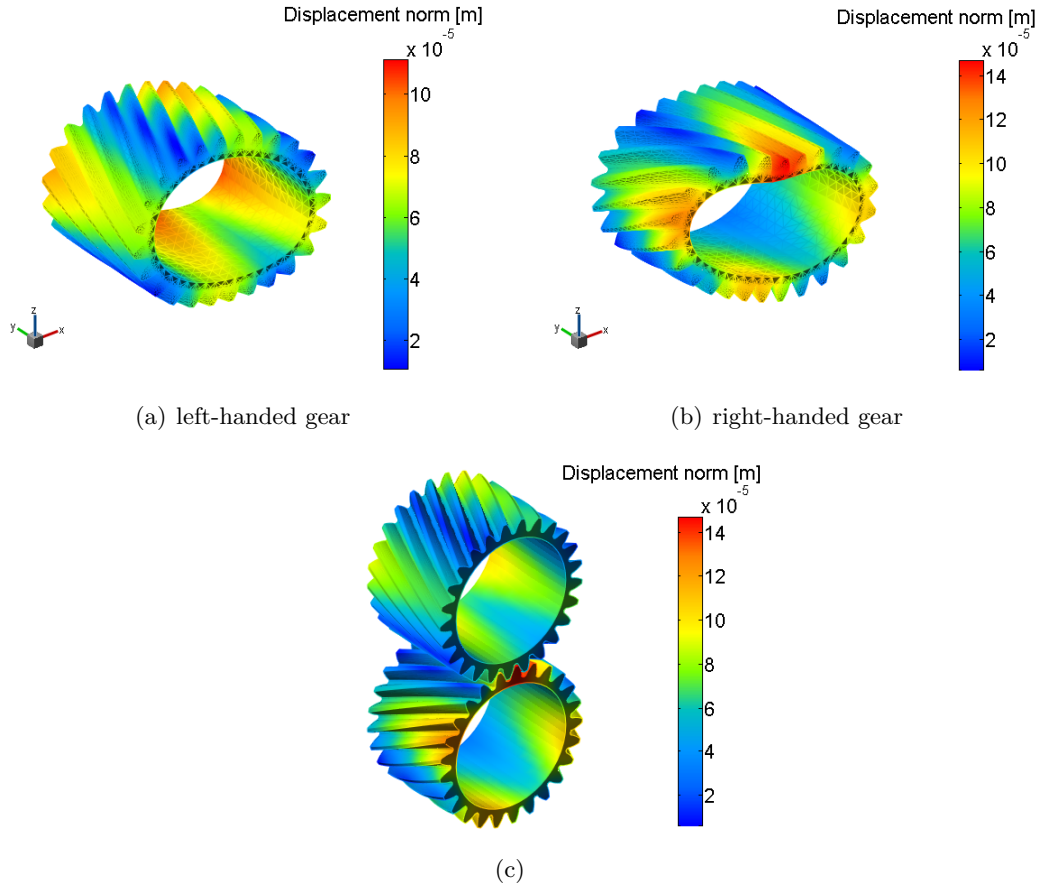 Displacement norm [m]
x 10^-5
10
8
6
4
2
z
y
x
(a) left-handed gear
Displacement norm [m]
x 10^-5
14
12
10
8
6
4
2
z
y
x
(b) right-handed gear
Displacement norm [m]
x 10^-5
14
12
10
8
6
4
2
(c)